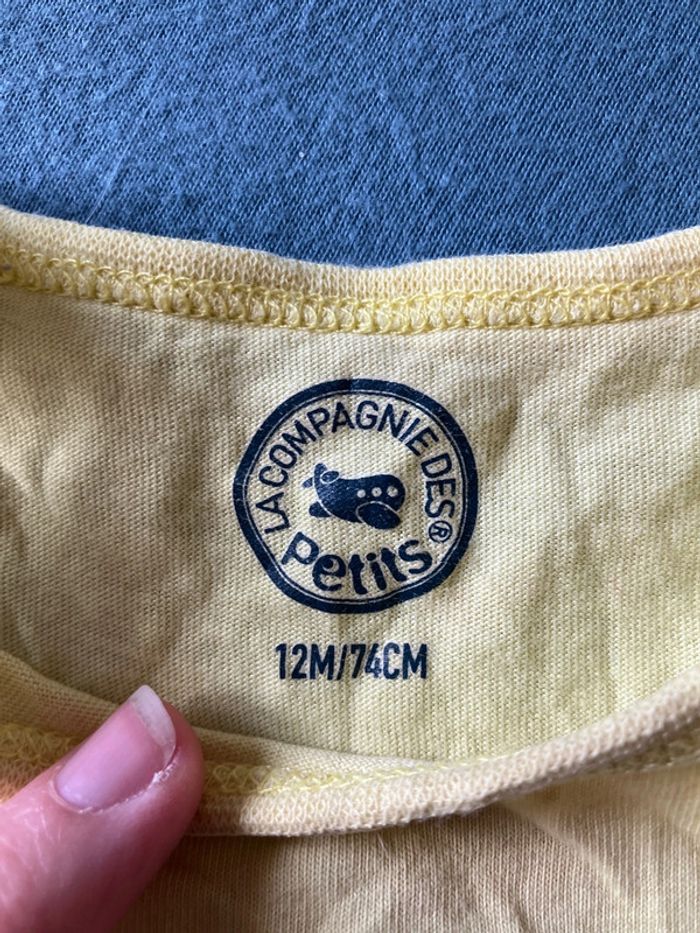 LA COMPAGNIE DES®
Petits
12M/74CM